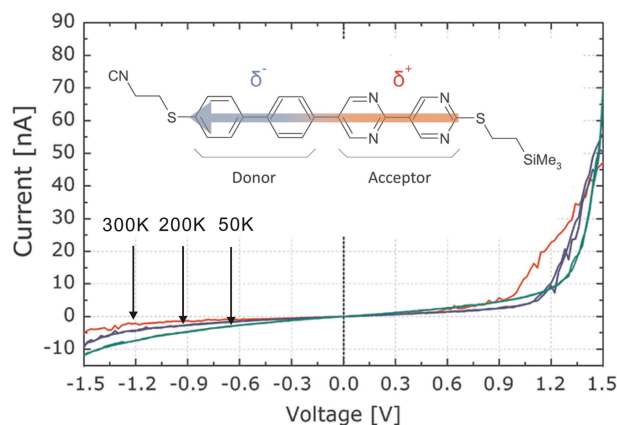 Current [nA]
90
80
70
60
50
40
30
20
10
0
-10
δ-
δ+
CN
S
N
N
N
N
S
SiMe3
Donor
Acceptor
300K 200K 50K
-1.5 -1.2 -0.9 -0.6 -0.3 0.0 0.3 0.6 0.9 1.2 1.5
Voltage [V]